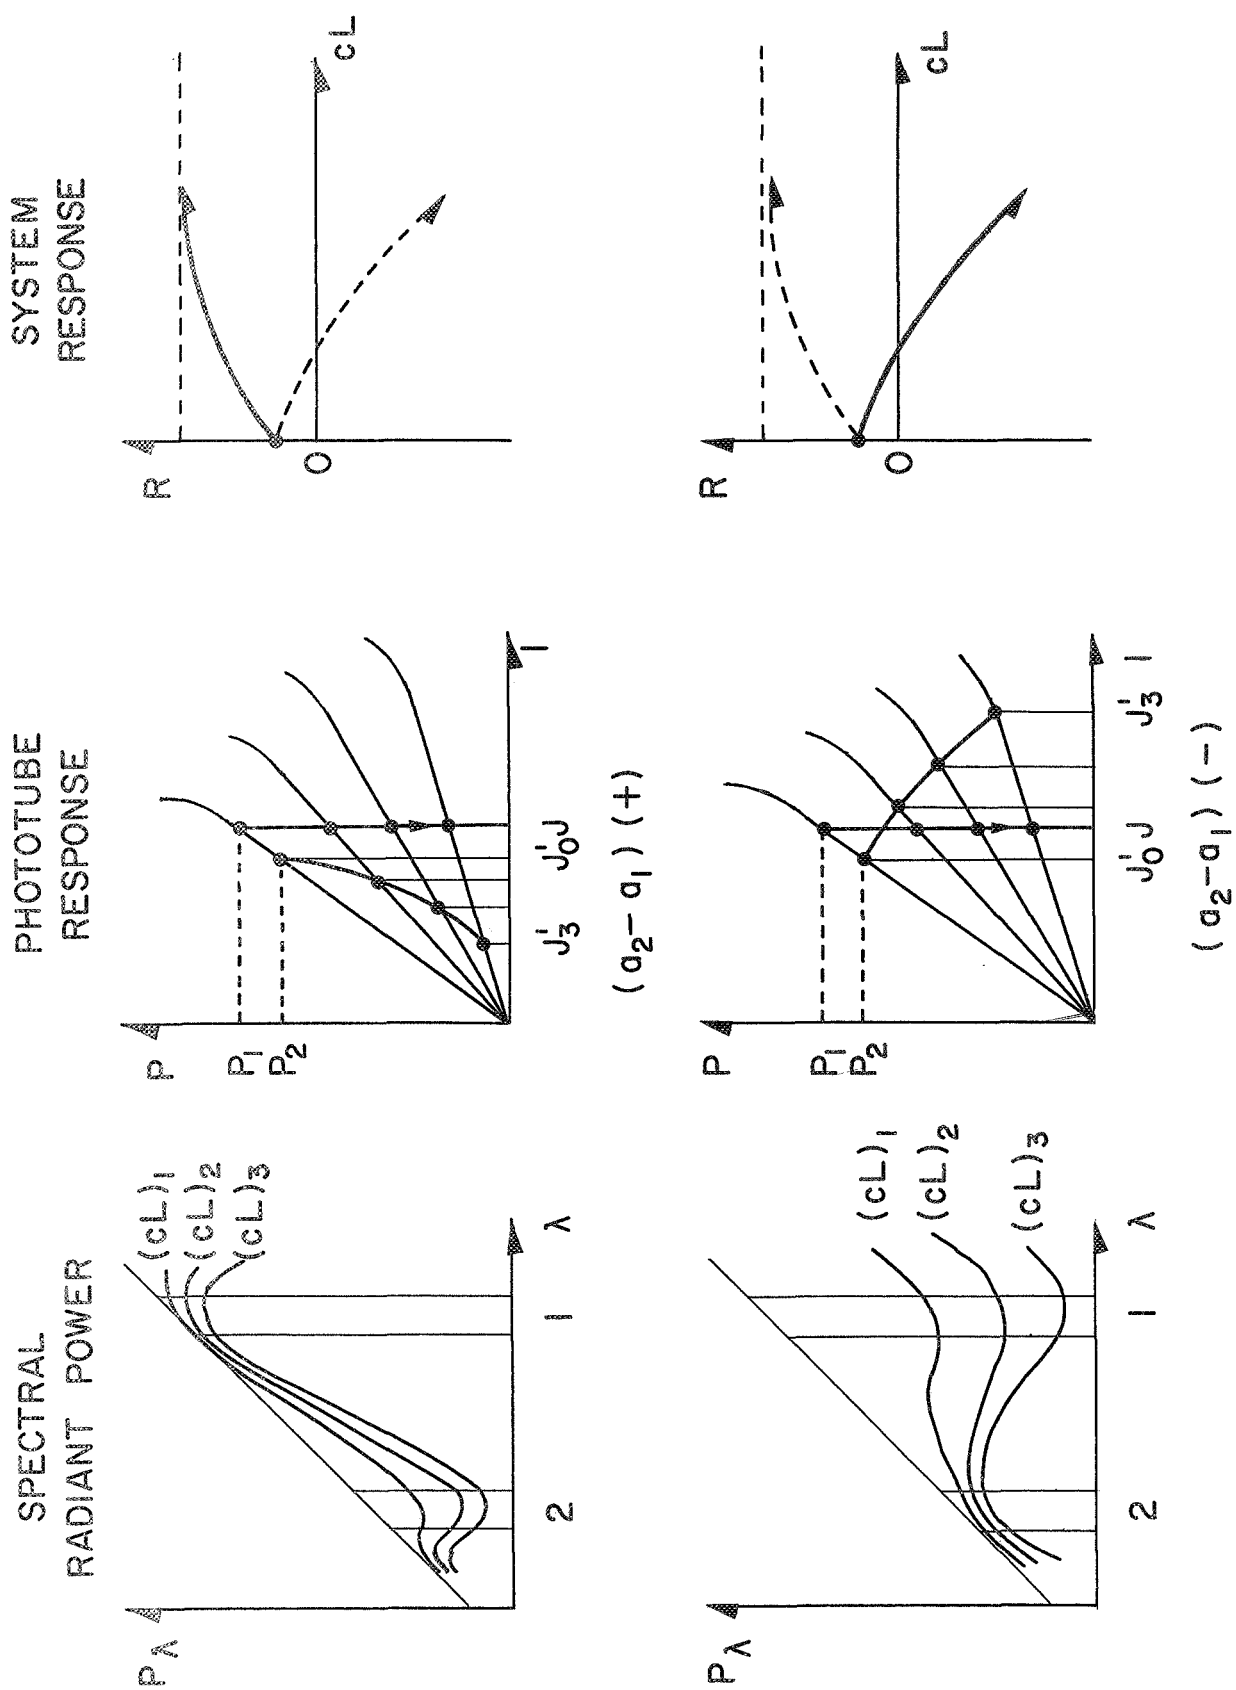 SPECTRAL
RADIANT POWER
PHOTOTUBE
RESPONSE
SYSTEM
RESPONSE
Pλ
(cL)1
(cL)2
(cL)3
2
1
λ
P
P1
P2
J'3
J'0
J
I
(a2-a1)(+)
R
0
cL
Pλ
(cL)1
(cL)2
(cL)3
2
1
λ
P
P1
P2
J'0
J
J'3
I
(a2-a1)(-)
R
0
cL